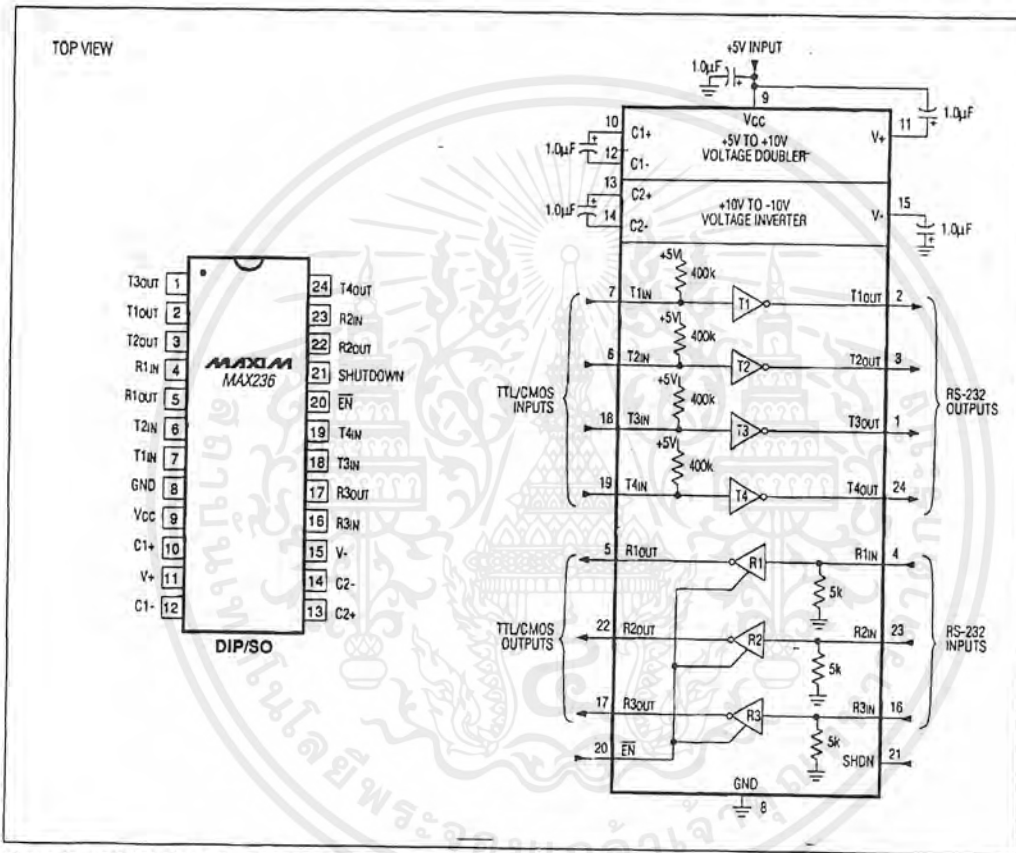 TOP VIEW
T3OUT 1
T1OUT 2
T2OUT 3
R1IN 4
R1OUT 5
T2IN 6
T1IN 7
GND 8
VCC 9
C1+ 10
V+ 11
C1- 12
24 T4OUT
23 R2IN
22 R2OUT
21 SHUTDOWN
20 EN
19 T4IN
18 T3IN
17 R3OUT
16 R3IN
15 V-
14 C2-
13 C2+
MAXIM
MAX236
DIP/SO
+5V INPUT
1.0µF
9
VCC
1.0µF
11
V+
10
C1+
1.0µF
12
C1-
+5V TO +10V
VOLTAGE DOUBLER
13
C2+
1.0µF
14
C2-
+10V TO -10V
VOLTAGE INVERTER
15
V-
1.0µF
+5V
400k
7 T1IN T1 T1OUT 2
+5V
400k
6 T2IN T2 T2OUT 3
+5V
400k
18 T3IN T3 T3OUT 1
+5V
400k
19 T4IN T4 T4OUT 24
TTL/CMOS
INPUTS
RS-232
OUTPUTS
5 R1OUT R1 R1IN 4
5k
22 R2OUT R2 R2IN 23
5k
17 R3OUT R3 R3IN 16
5k
TTL/CMOS
OUTPUTS
RS-232
INPUTS
20 EN
SHDN 21
GND
8